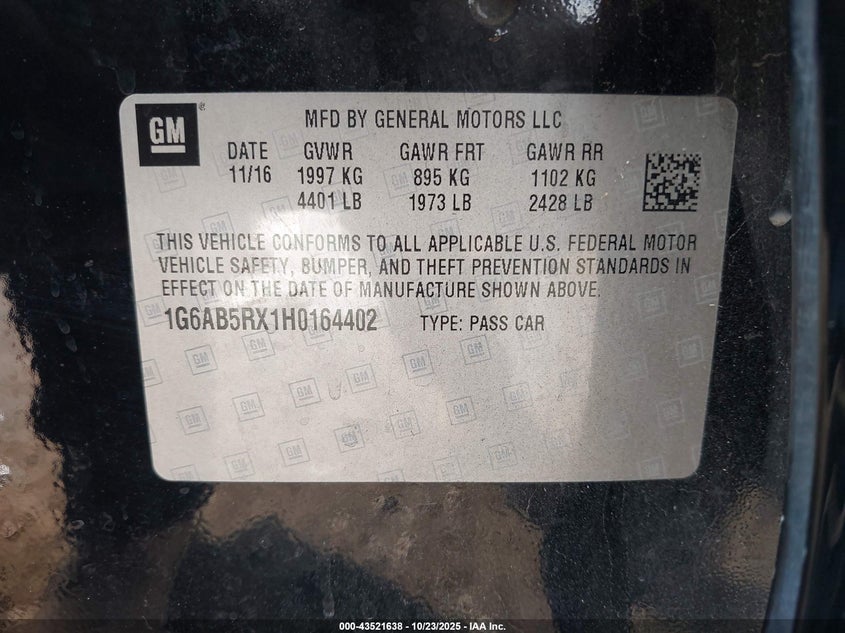 GM
MFD BY GENERAL MOTORS LLC
DATE GVWR GAWR FRT GAWR RR
11/16 1997 KG 895 KG 1102 KG
4401 LB 1973 LB 2428 LB
THIS VEHICLE CONFORMS TO ALL APPLICABLE U.S. FEDERAL MOTOR
VEHICLE SAFETY, BUMPER, AND THEFT PREVENTION STANDARDS IN
EFFECT ON THE DATE OF MANUFACTURE SHOWN ABOVE.
1G6AB5RX1H0164402 TYPE: PASS CAR
000-43521638 - 10/23/2025 - IAA Inc.